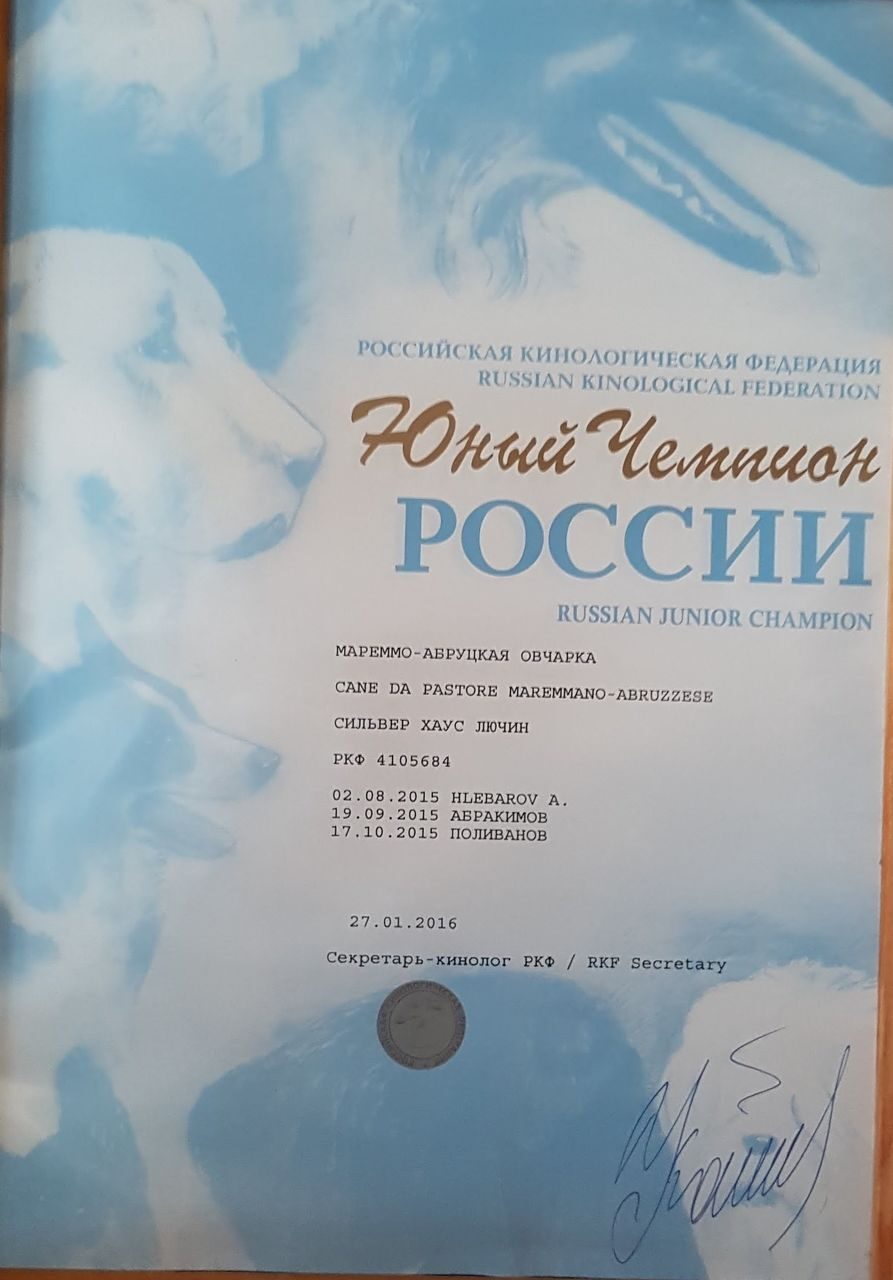 РОССИЙСКАЯ КИНОЛОГИЧЕСКАЯ ФЕДЕРАЦИЯ
RUSSIAN KINOLOGICAL FEDERATION
Юный Чемпион
РОССИИ
RUSSIAN JUNIOR CHAMPION
МАРЕММО-АБРУЦКАЯ ОВЧАРКА
CANE DA PASTORE MAREMMANO-ABRUZZESE
СИЛЬВЕР ХАУС ЛЮЧИН
РКФ 4105684
02.08.2015 HLEBAROV A.
19.09.2015 АБРАКИМОВ
17.10.2015 ПОЛИВАНОВ
27.01.2016
Секретарь-кинолог РКФ / RKF Secretary